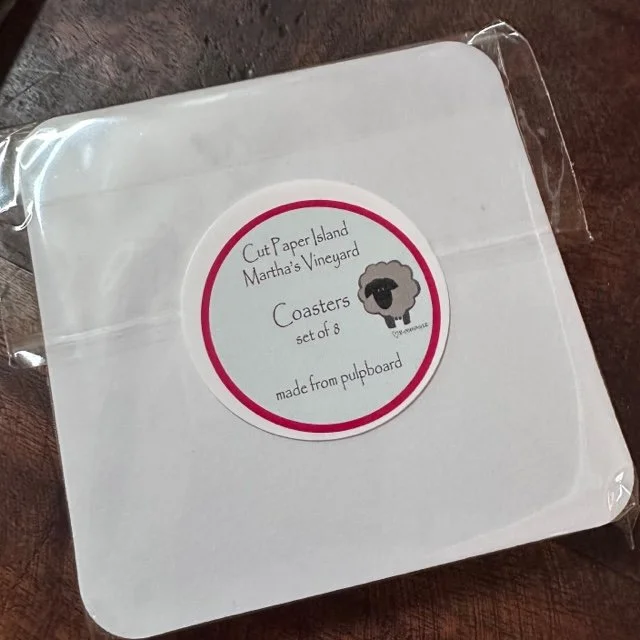 Cut Paper Island
Martha's Vineyard
Coasters
set of 8
made from pulpboard